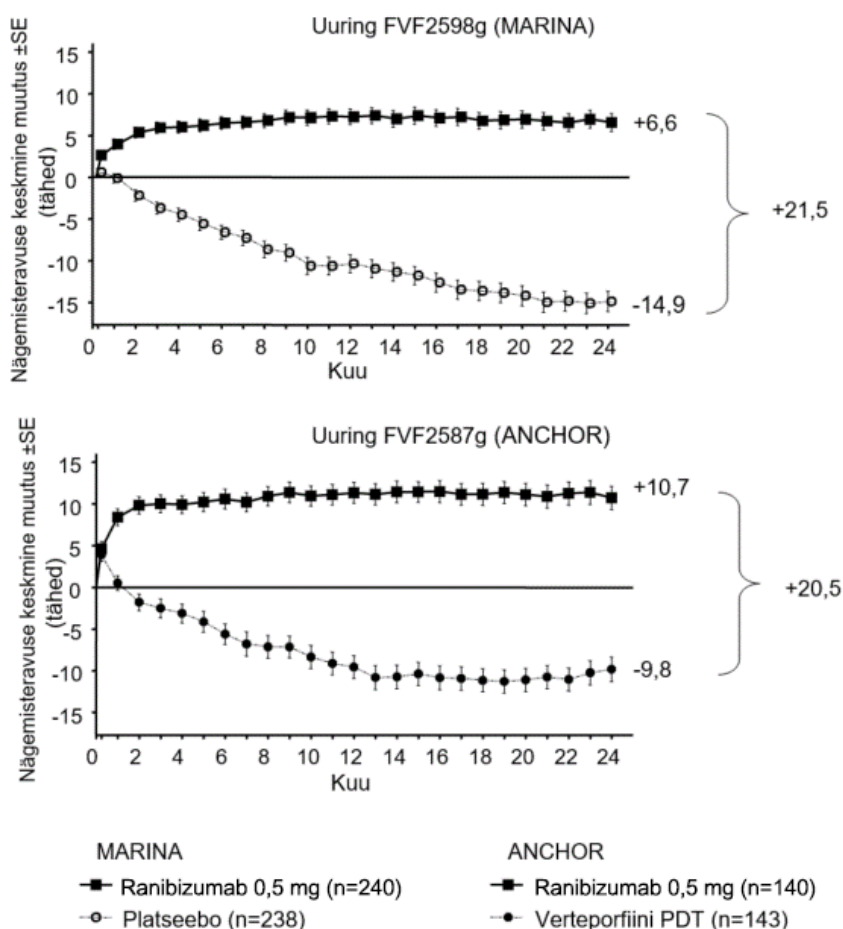 Uuring FVF2598g (MARINA)
Nägemisteravuse keskmine muutus ±SE
(tähed)
15
10
5
0
-5
-10
-15
+6,6
+21,5
-14,9
0 2 4 6 8 10 12 14 16 18 20 22 24
Kuu
Uuring FVF2587g (ANCHOR)
Nägemisteravuse keskmine muutus ±SE
(tähed)
15
10
5
0
-5
-10
-15
+10,7
+20,5
-9,8
0 2 4 6 8 10 12 14 16 18 20 22 24
Kuu
MARINA
Ranibizumab 0,5 mg (n=240)
Platseebo (n=238)
ANCHOR
Ranibizumab 0,5 mg (n=140)
Verteporfiini PDT (n=143)